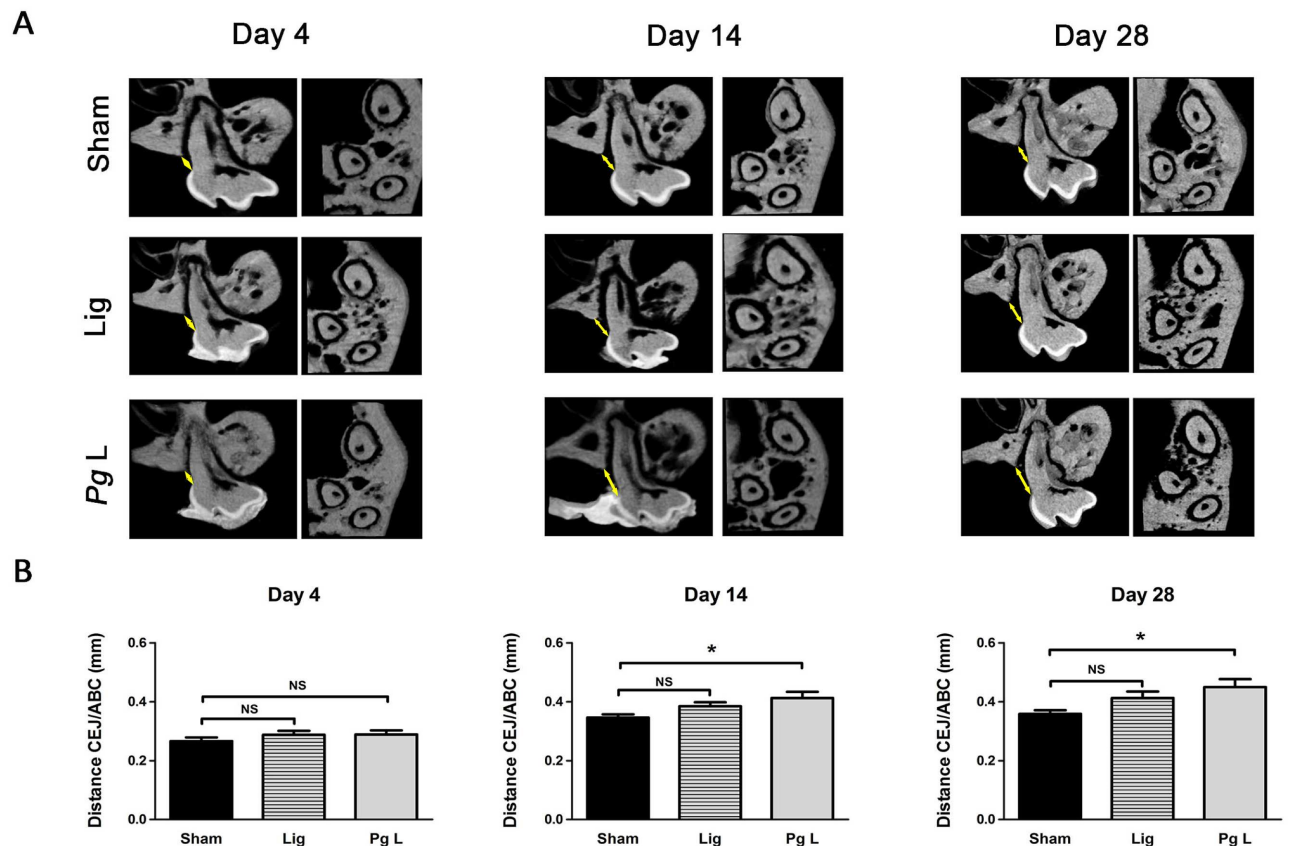 A
Day 4
Day 14
Day 28
Sham
Lig
Pg L
B
Day 4
Distance CEJ/ABC (mm)
0.6
0.4
0.2
0.0
NS
NS
Sham Lig Pg L
Day 14
Distance CEJ/ABC (mm)
0.6
0.4
0.2
0.0
*
NS
Sham Lig Pg L
Day 28
Distance CEJ/ABC (mm)
0.6
0.4
0.2
0.0
*
NS
Sham Lig Pg L